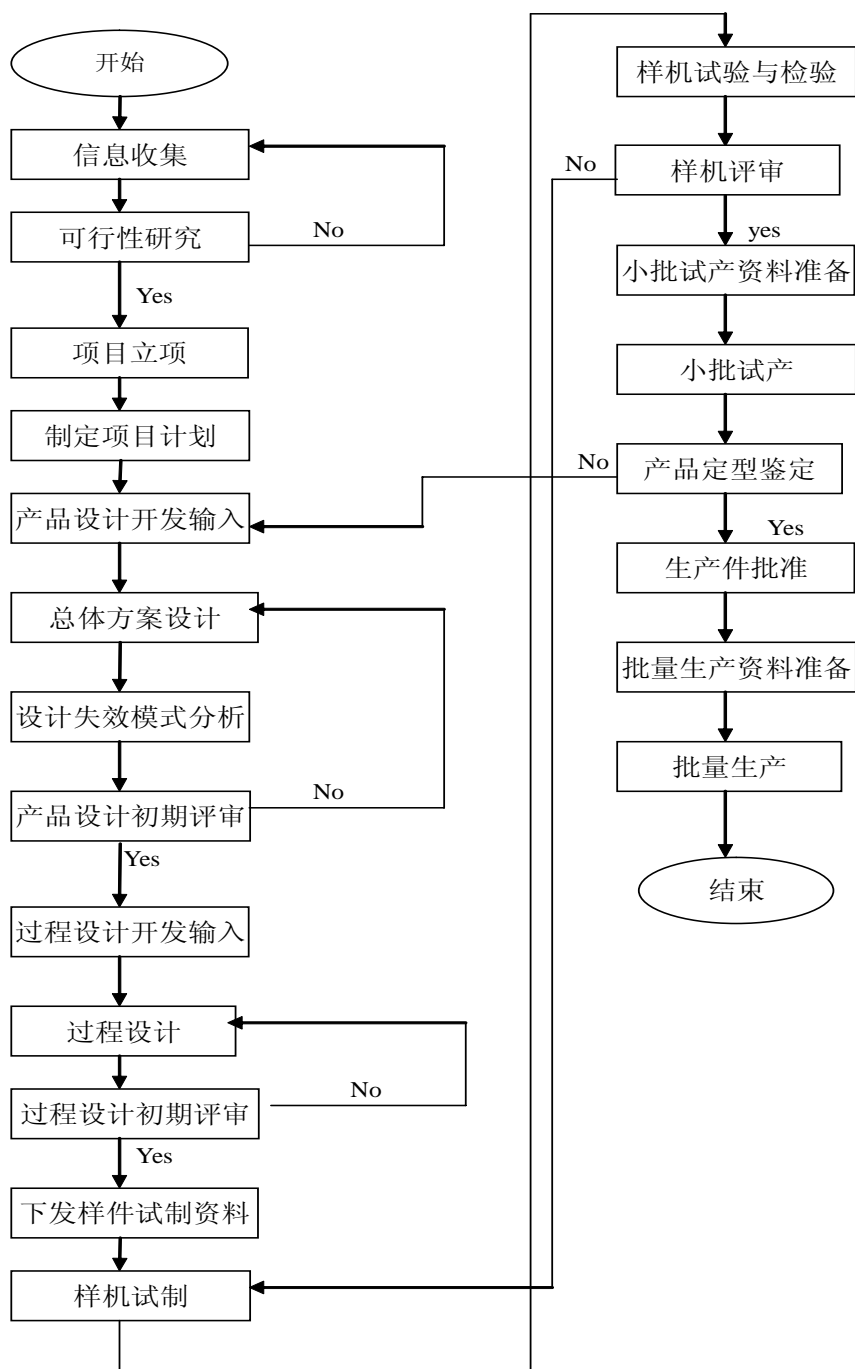 开始
信息收集
可行性研究
No
Yes
项目立项
制定项目计划
产品设计开发输入
总体方案设计
设计失效模式分析
产品设计初期评审
No
Yes
过程设计开发输入
过程设计
过程设计初期评审
No
Yes
下发样件试制资料
样机试制
样机试验与检验
样机评审
No
yes
小批试产资料准备
小批试产
产品定型鉴定
No
Yes
生产件批准
批量生产资料准备
批量生产
结束